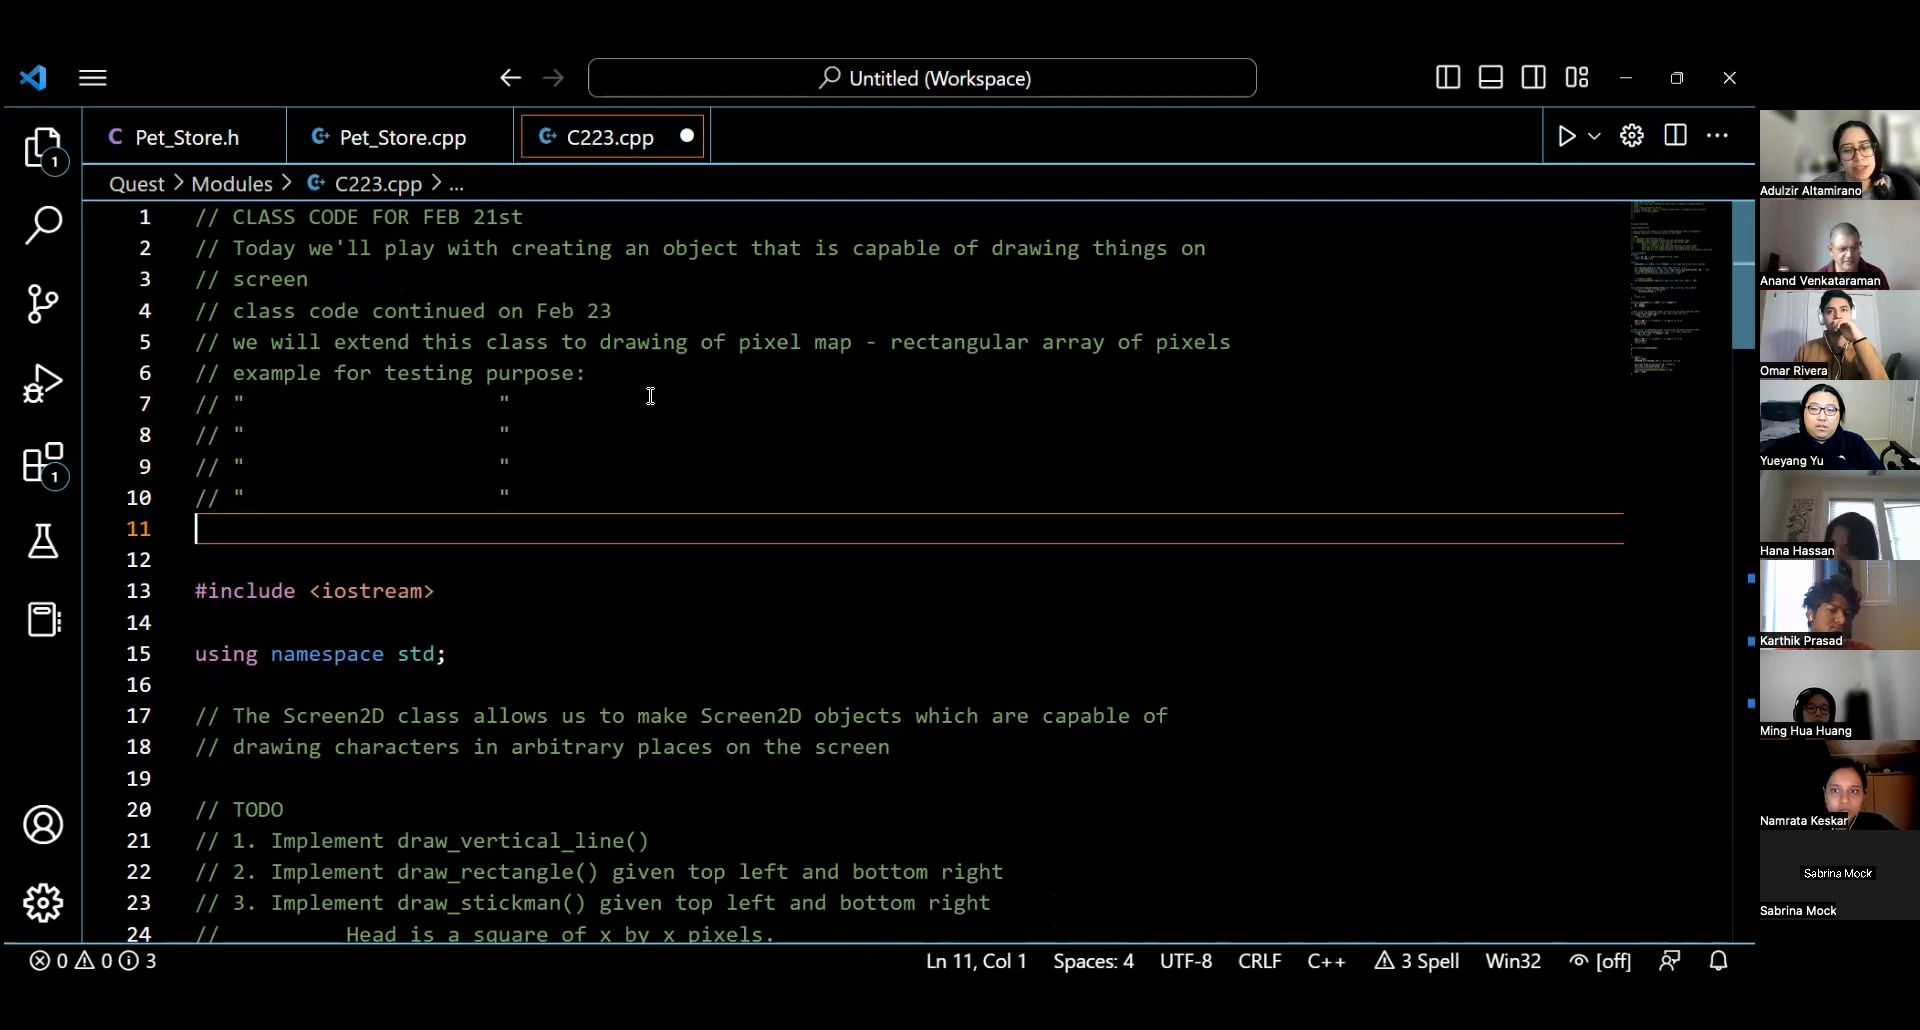 Untitled (Workspace)
Pet_Store.h
Pet_Store.cpp
C223.cpp
Quest > Modules > C223.cpp > ...
1
1
1 // CLASS CODE FOR FEB 21st
2 // Today we'll play with creating an object that is capable of drawing things on
3 // screen
4 // class code continued on Feb 23
5 // we will extend this class to drawing of pixel map - rectangular array of pixels
6 // example for testing purpose:
7 // " "
8 // " "
9 // " "
10 // " "
11
12
13 #include <iostream>
14
15 using namespace std;
16
17 // The Screen2D class allows us to make Screen2D objects which are capable of
18 // drawing characters in arbitrary places on the screen
19
20 // TODO
21 // 1. Implement draw_vertical_line()
22 // 2. Implement draw_rectangle() given top left and bottom right
23 // 3. Implement draw_stickman() given top left and bottom right
24 // Head is a square of x by x pixels.
0 0 3
Ln 11, Col 1 Spaces: 4 UTF-8 CRLF C++ 3 Spell Win32 [off]
Adulzir Altamirano
Anand Venkataraman
Omar Rivera
Yueyang Yu
Hana Hassan
Karthik Prasad
Ming Hua Huang
Namrata Keskar
Sabrina Mock
Sabrina Mock